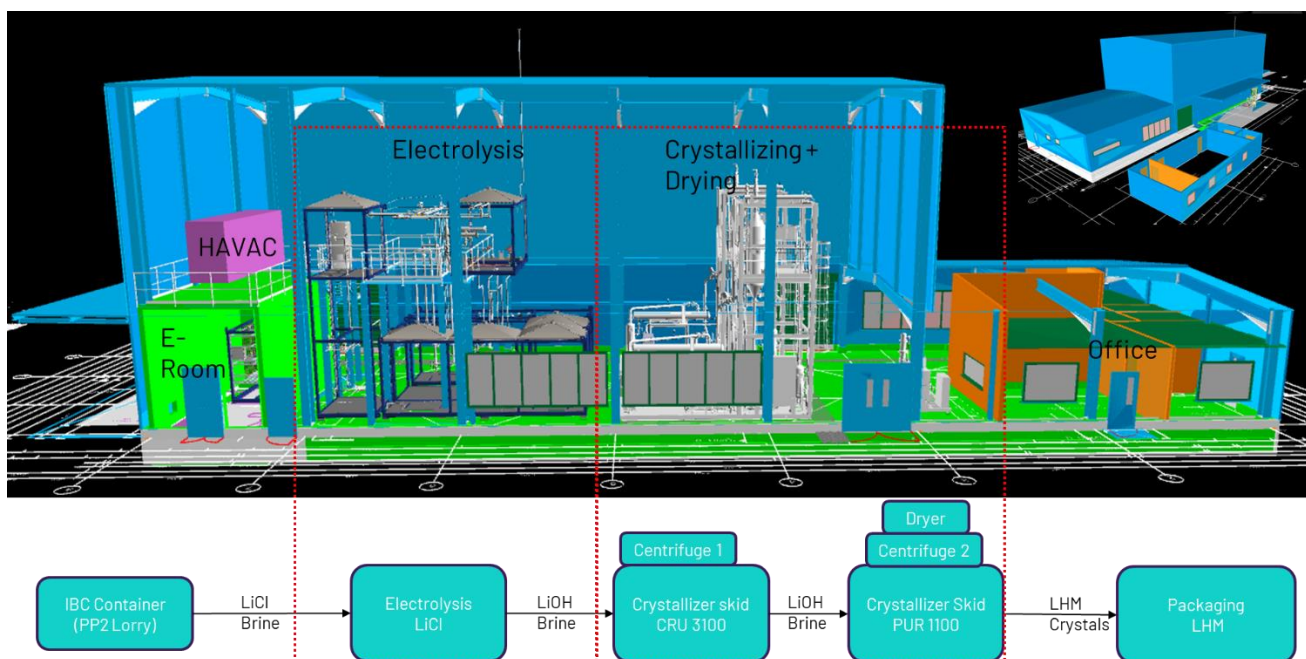 Electrolysis
Crystallizing +
Drying
HAVAC
E-
Room
Office
Dryer
Centrifuge 1
Centrifuge 2
IBC Container
(PP2 Lorry)
LiCl
Brine
Electrolysis
LiCl
LiOH
Brine
Crystallizer skid
CRU 3100
LiOH
Brine
Crystallizer Skid
PUR 1100
LHM
Crystals
Packaging
LHM